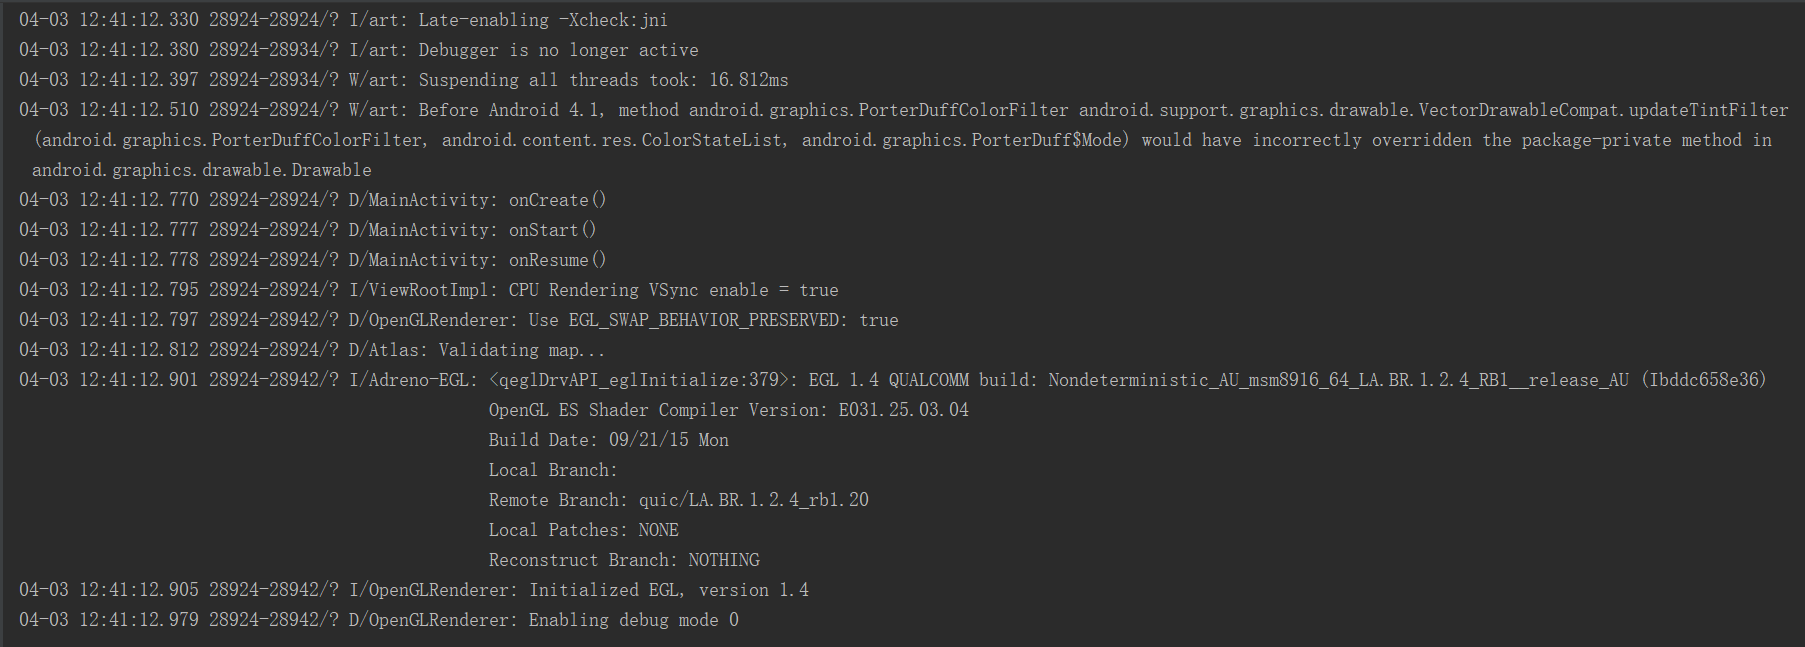 04-03 12:41:12.330 28924-28924/? I/art: Late-enabling -Xcheck:jni
04-03 12:41:12.380 28924-28934/? I/art: Debugger is no longer active
04-03 12:41:12.397 28924-28934/? W/art: Suspending all threads took: 16.812ms
04-03 12:41:12.510 28924-28924/? W/art: Before Android 4.1, method android.graphics.PorterDuffColorFilter android.support.graphics.drawable.VectorDrawableCompat.updateTintFilter
(android.graphics.PorterDuffColorFilter, android.content.res.ColorStateList, android.graphics.PorterDuff$Mode) would have incorrectly overridden the package-private method in
android.graphics.drawable.Drawable
04-03 12:41:12.770 28924-28924/? D/MainActivity: onCreate()
04-03 12:41:12.777 28924-28924/? D/MainActivity: onStart()
04-03 12:41:12.778 28924-28924/? D/MainActivity: onResume()
04-03 12:41:12.795 28924-28924/? I/ViewRootImpl: CPU Rendering VSync enable = true
04-03 12:41:12.797 28924-28942/? D/OpenGLRenderer: Use EGL_SWAP_BEHAVIOR_PRESERVED: true
04-03 12:41:12.812 28924-28924/? D/Atlas: Validating map...
04-03 12:41:12.901 28924-28942/? I/Adreno-EGL: <qeglDrvAPI_eglInitialize:379>: EGL 1.4 QUALCOMM build: Nondeterministic_AU_msm8916_64_LA.BR.1.2.4_RB1__release_AU (Ibddc658e36)
OpenGL ES Shader Compiler Version: E031.25.03.04
Build Date: 09/21/15 Mon
Local Branch:
Remote Branch: quic/LA.BR.1.2.4_rb1.20
Local Patches: NONE
Reconstruct Branch: NOTHING
04-03 12:41:12.905 28924-28942/? I/OpenGLRenderer: Initialized EGL, version 1.4
04-03 12:41:12.979 28924-28942/? D/OpenGLRenderer: Enabling debug mode 0